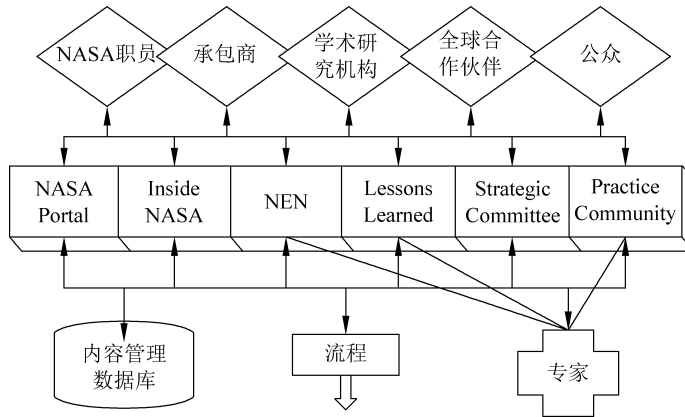 NASA职员
承包商
学术研
究机构
全球合
作伙伴
公众
NASA
Portal
Inside
NASA
NEN
Lessons
Learned
Strategic
Committee
Practice
Community
内容管理
数据库
流程
专家